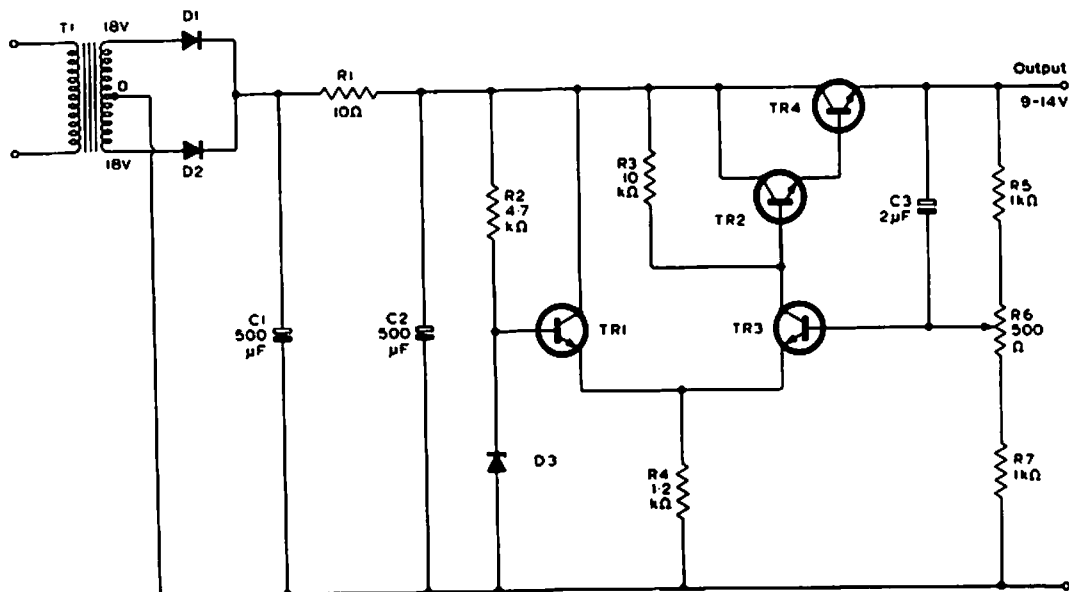 T1
18V
D1
O
18V
D2
R1
10Ω
C1
500
µF
C2
500
µF
R2
4·7
kΩ
D3
TR1
R3
10
kΩ
TR2
TR4
TR3
R4
1·2
kΩ
C3
2µF
Output
9-14V
R5
1kΩ
R6
500
Ω
R7
1kΩ